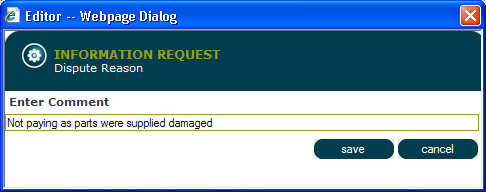 Editor -- Webpage Dialog
INFORMATION REQUEST
Dispute Reason
Enter Comment
Not paying as parts were supplied damaged
save cancel